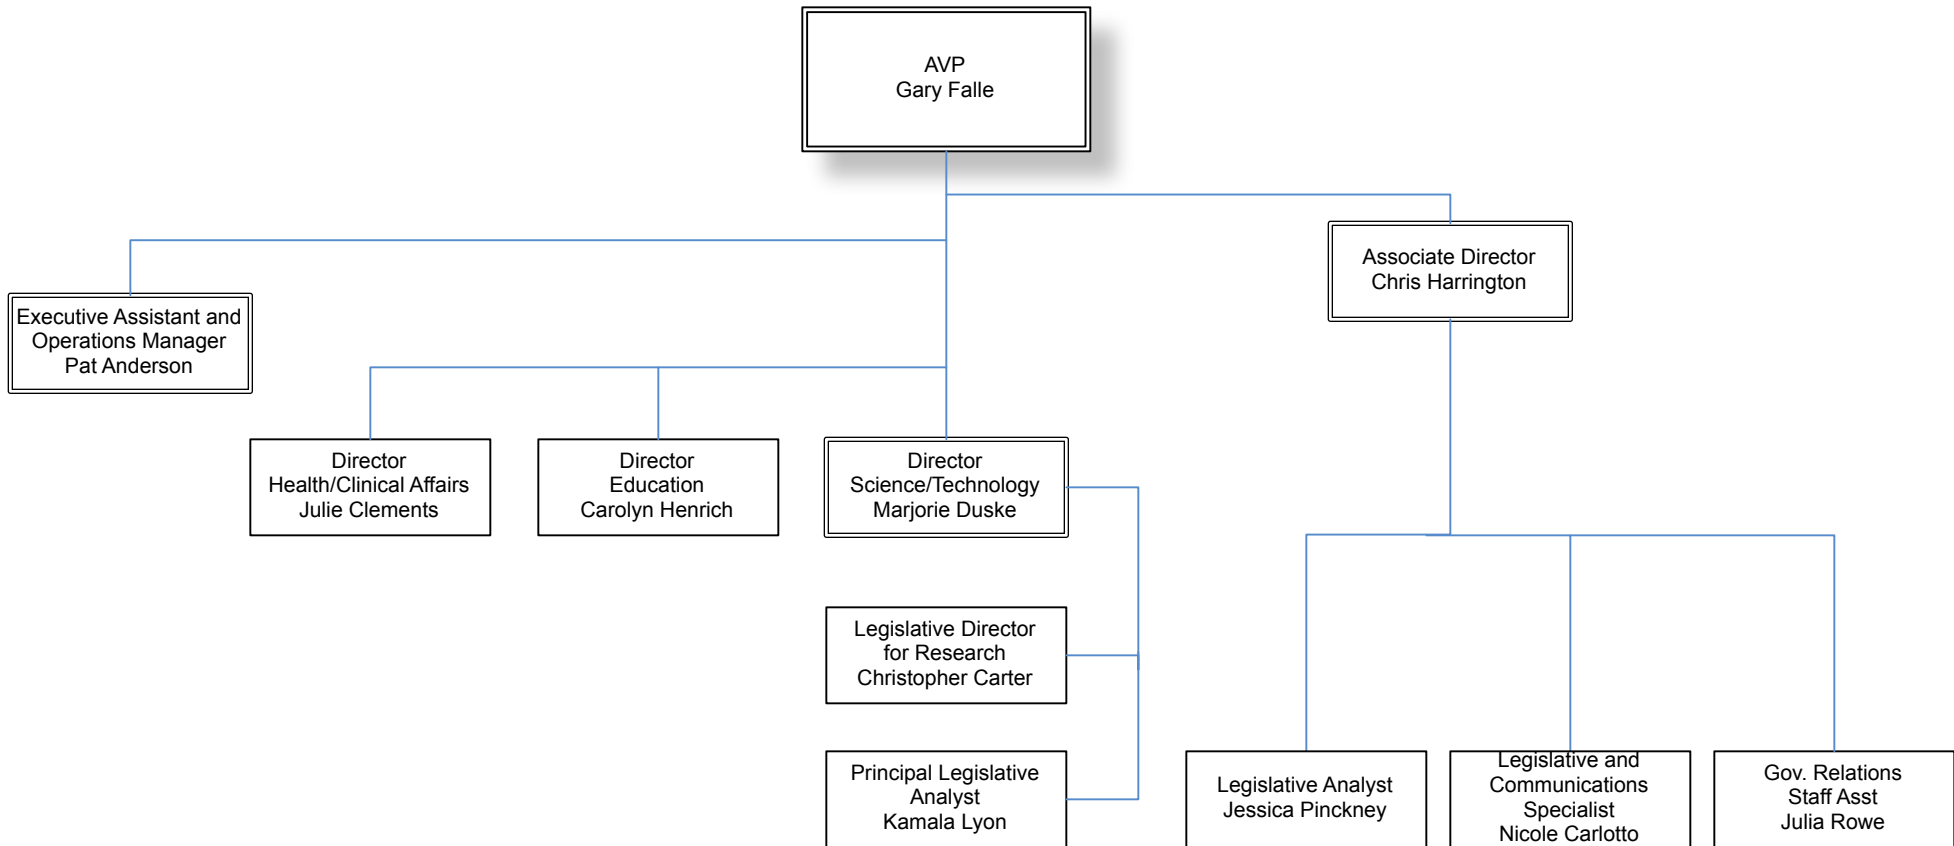 AVP
Gary Falle
Associate Director
Chris Harrington
Executive Assistant and
Operations Manager
Pat Anderson
Director
Health/Clinical Affairs
Julie Clements
Director
Education
Carolyn Henrich
Director
Science/Technology
Marjorie Duske
Legislative Director
for Research
Christopher Carter
Principal Legislative
Analyst
Kamala Lyon
Legislative Analyst
Jessica Pinckney
Legislative and
Communications
Specialist
Nicole Carlotto
Gov. Relations
Staff Asst
Julia Rowe